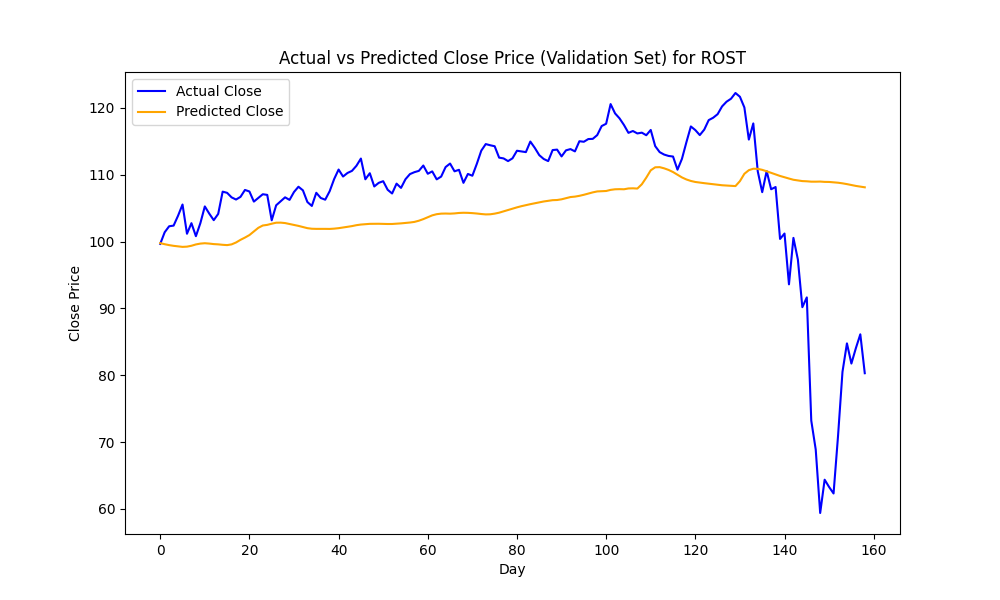 Actual vs Predicted Close Price (Validation Set) for ROST
Actual Close
Predicted Close
120
110
100
90
80
70
60
Close Price
0 20 40 60 80 100 120 140 160
Day